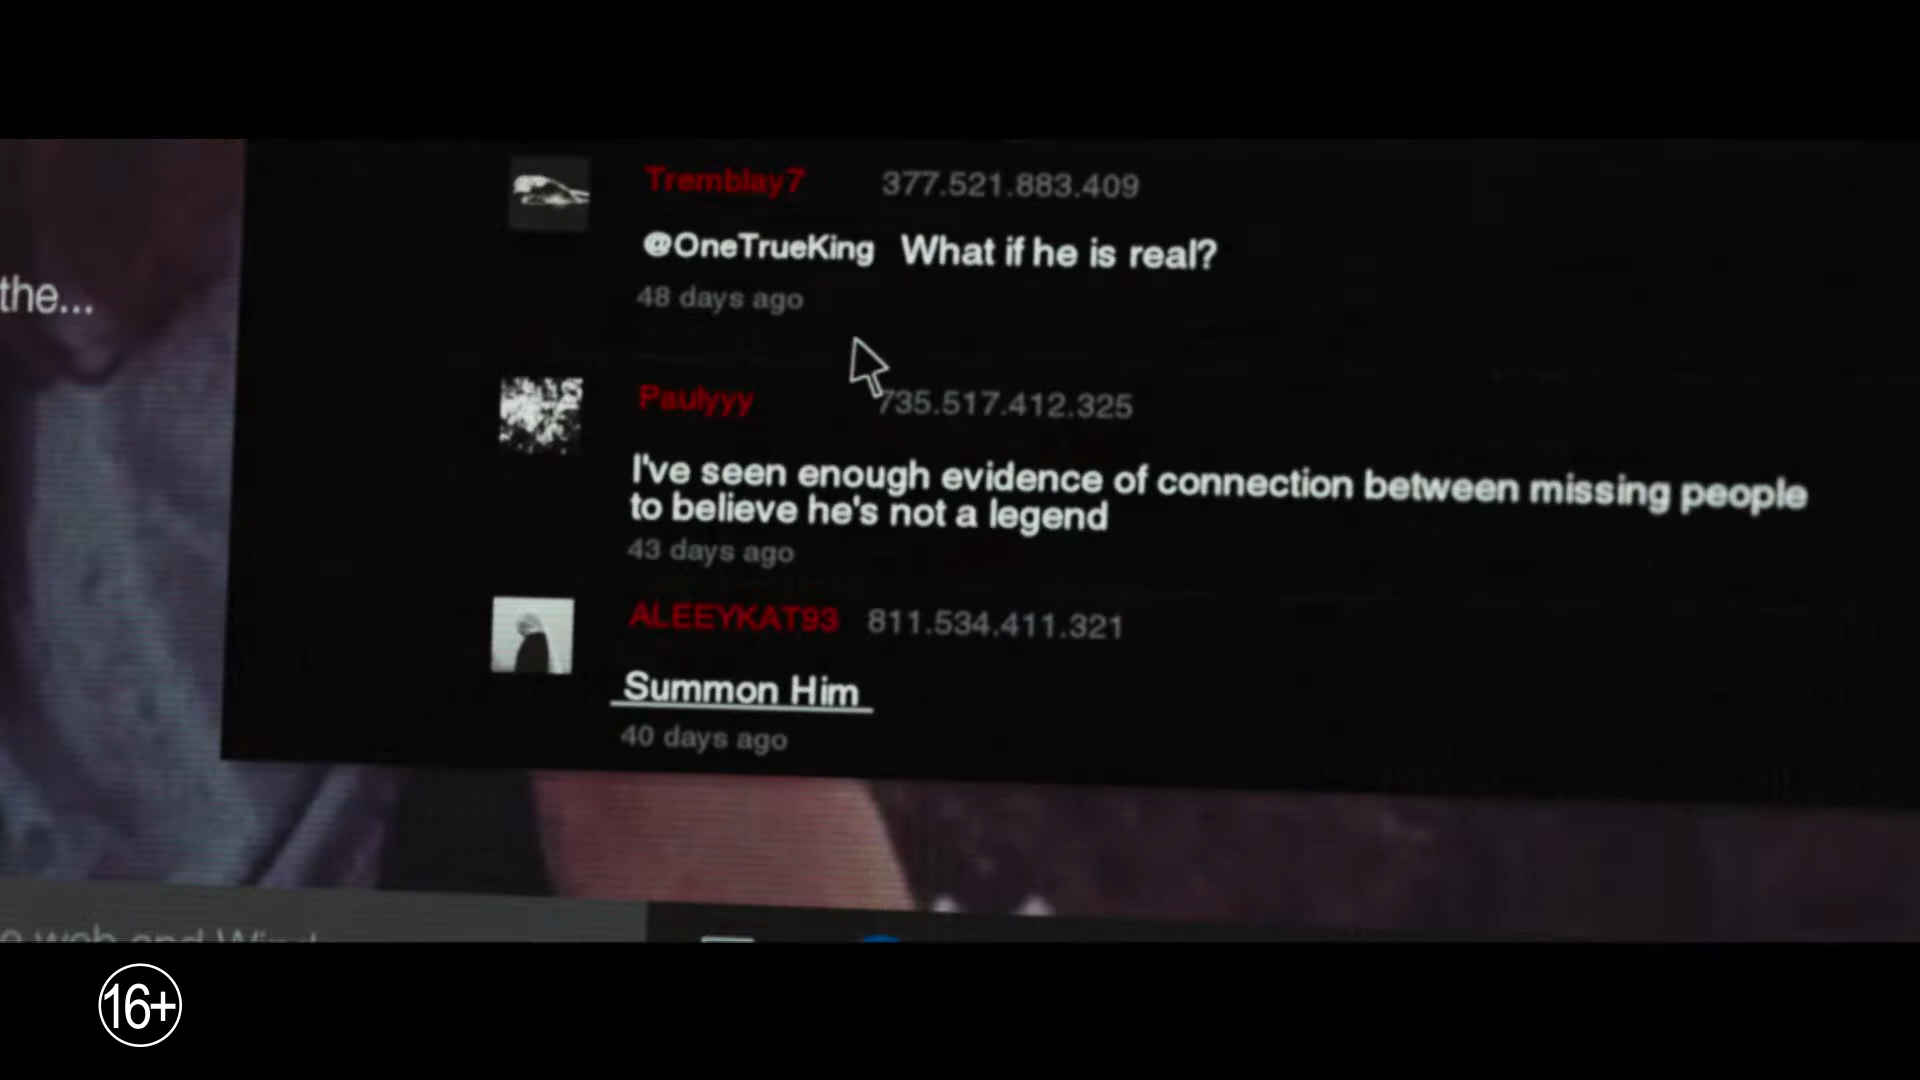 Tremblay7 377.521.883.409
@OneTrueKing What if he is real?
the...
48 days ago
Paulyyy 735.517.412.325
I've seen enough evidence of connection between missing people
to believe he's not a legend
43 days ago
ALEEYKAT93 811.534.411.321
Summon Him
40 days ago
web and
16+